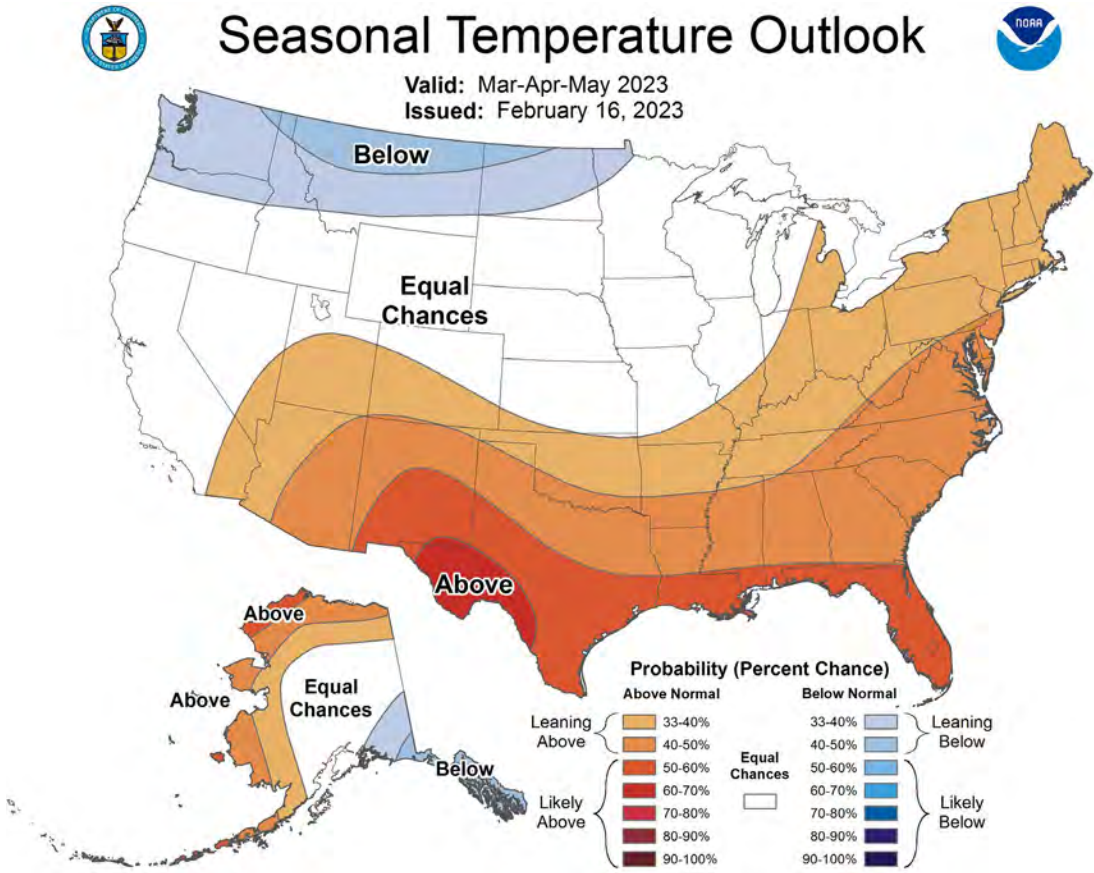 Seasonal Temperature Outlook
NOAA
Valid: Mar-Apr-May 2023
Issued: February 16, 2023
Below
Equal
Chances
Above
Above
Above
Equal
Chances
Below
Probability (Percent Chance)
Above Normal
Below Normal
Leaning
Above
33-40%
40-50%
Likely
Above
50-60%
60-70%
70-80%
80-90%
90-100%
Equal
Chances
33-40%
40-50%
Leaning
Below
50-60%
60-70%
70-80%
80-90%
90-100%
Likely
Below